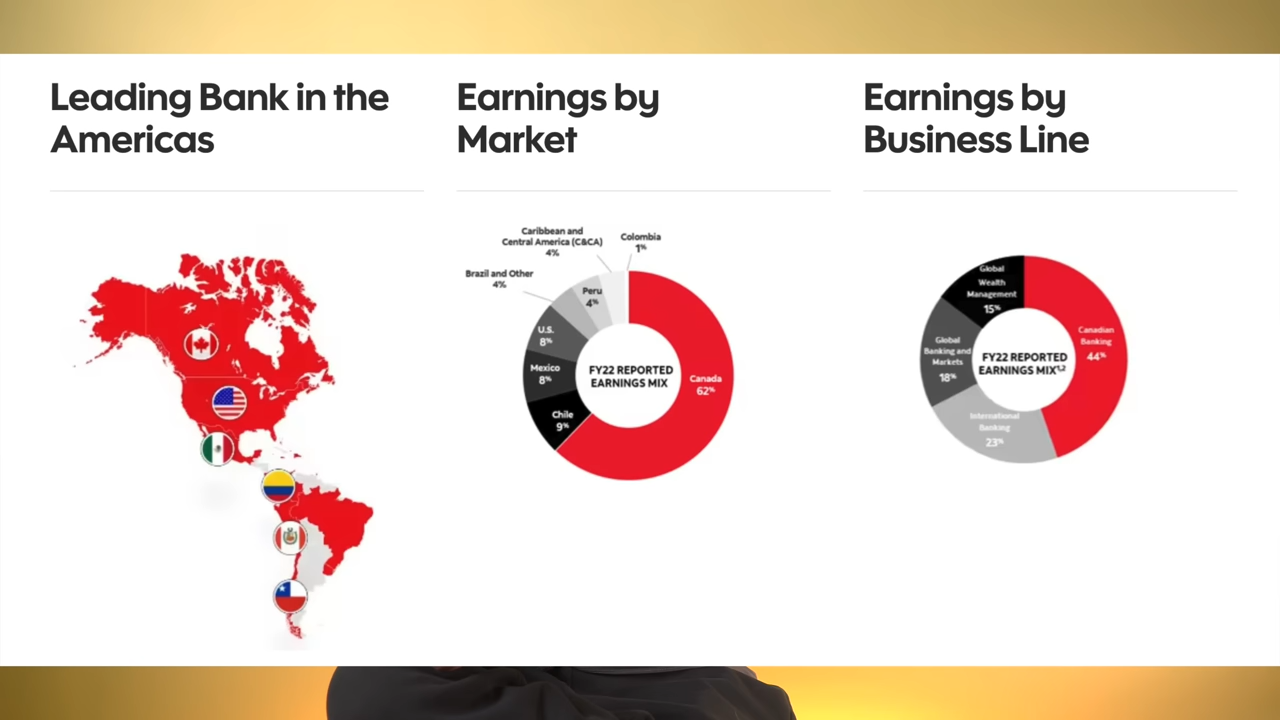 Leading Bank in the
Americas
Earnings by
Market
Caribbean and
Central America (C&CA)
4%
Colombia
1%
Brazil and Other
4%
Peru
4%
U.S.
8%
Mexico
8%
Chile
9%
Canada
62%
FY22 REPORTED
EARNINGS MIX
Earnings by
Business Line
Global
Wealth
Management
15%
Global
Banking and
Markets
18%
International
Banking
23%
Canadian
Banking
44%
FY22 REPORTED
EARNINGS MIX1,2